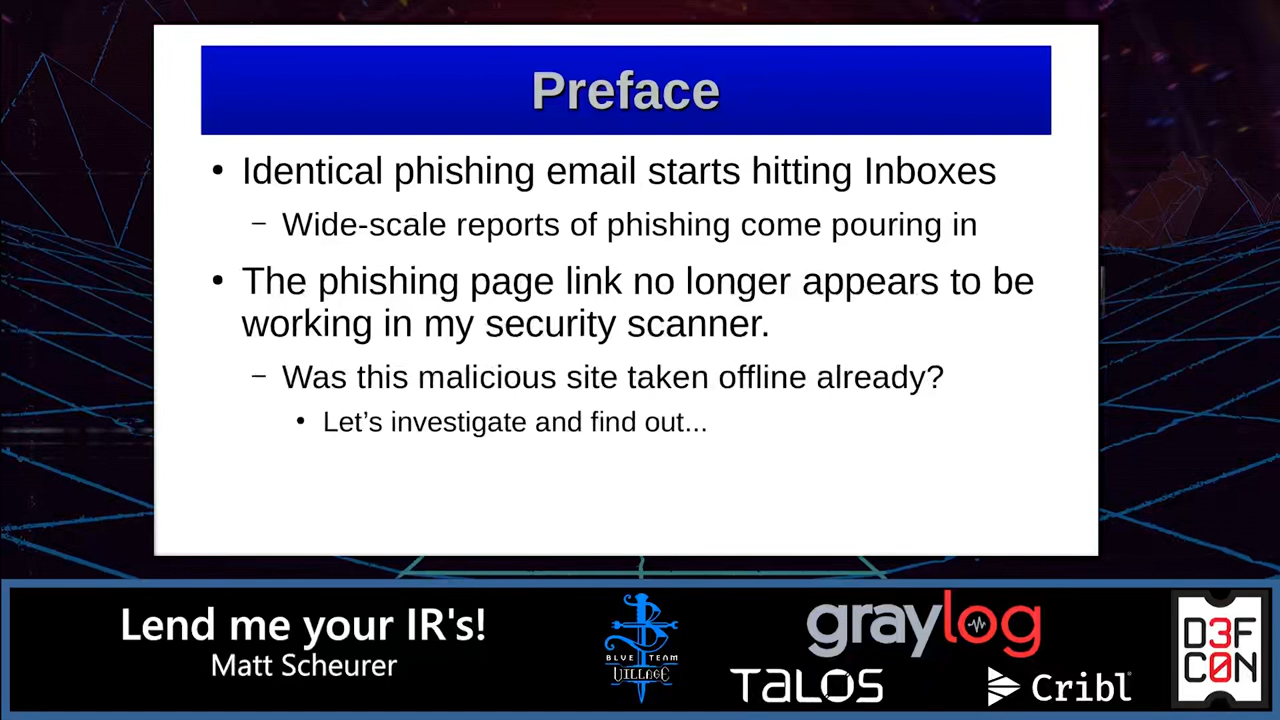 Preface
• Identical phishing email starts hitting Inboxes
– Wide-scale reports of phishing come pouring in
• The phishing page link no longer appears to be
working in my security scanner.
– Was this malicious site taken offline already?
• Let’s investigate and find out...
Lend me your IR's!
Matt Scheurer
BLUE TEAM
VILLAGE
graylog
TALOS
Cribl
D3F
C0N